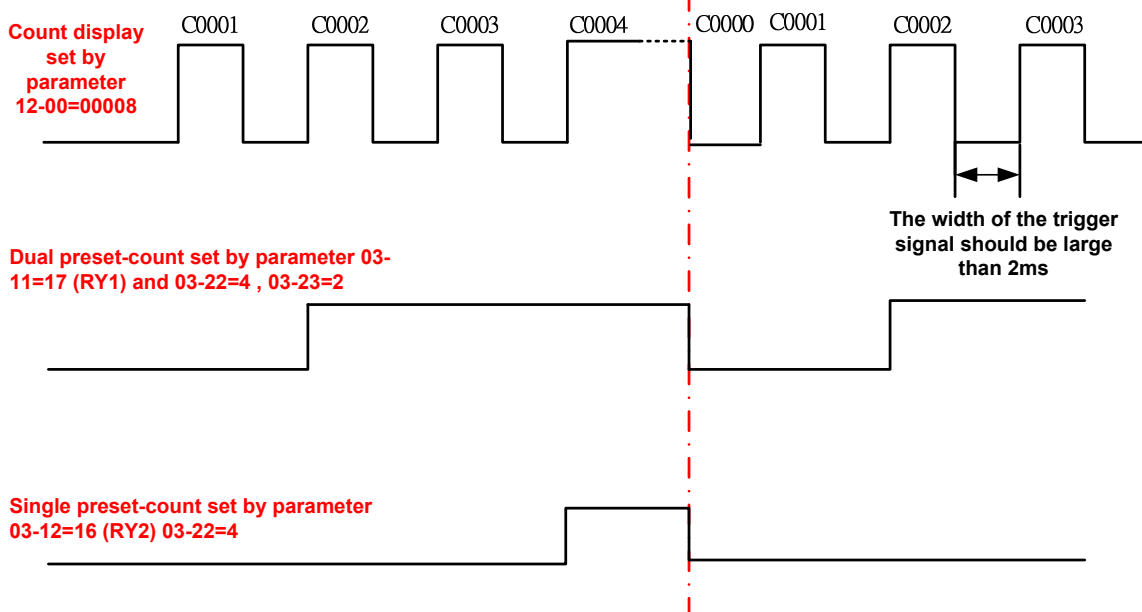 C0001 C0002 C0003 C0004 C0000 C0001 C0002 C0003
Count display
set by
parameter
12-00=00008
The width of the trigger
signal should be large
than 2ms
Dual preset-count set by parameter 03-
11=17 (RY1) and 03-22=4 , 03-23=2
Single preset-count set by parameter
03-12=16 (RY2) 03-22=4